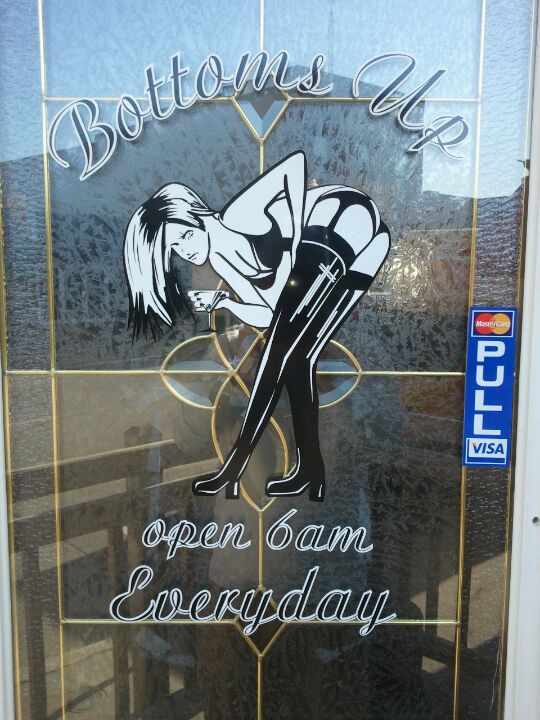 Bottoms Up
MasterCard
PULL
VISA
open 6am
Everyday